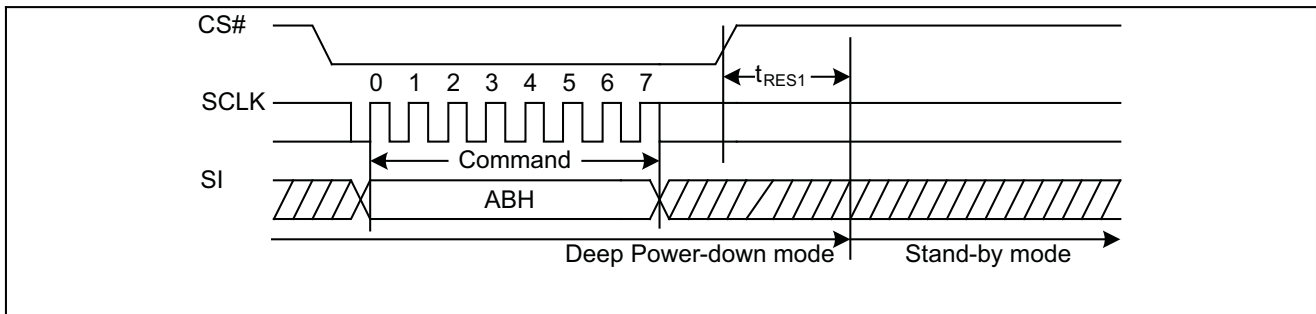 CS#
tRES1
0 1 2 3 4 5 6 7
SCLK
Command
SI
ABH
Deep Power-down mode Stand-by mode